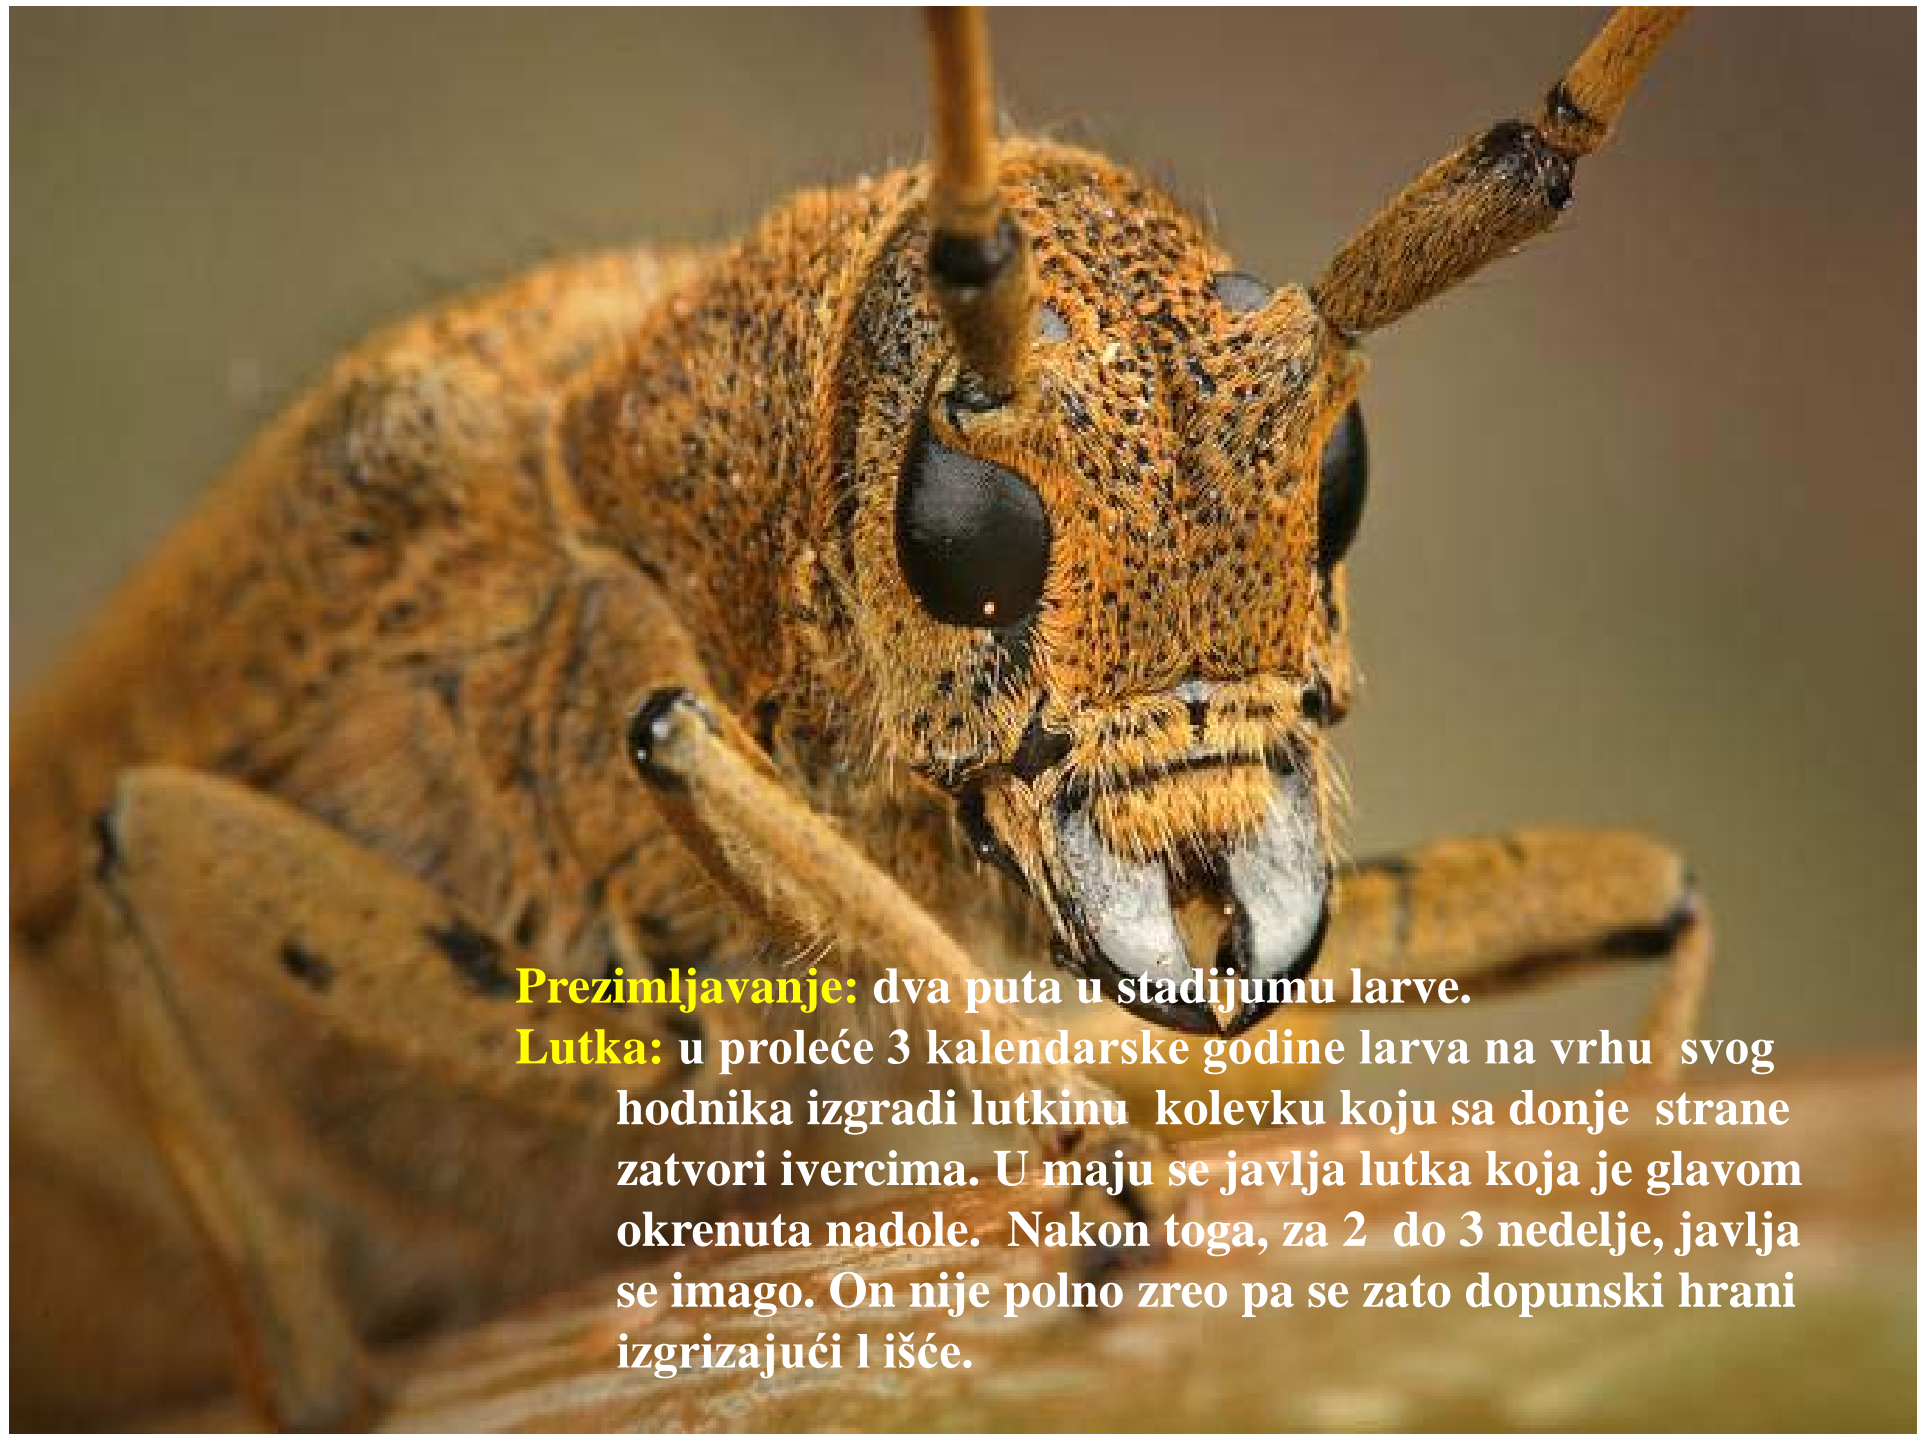 Prezimljavanje: dva puta u stadijumu larve.
Lutka: u proleće 3 kalendarske godine larva na vrhu svog
hodnika izgradi lutkinu kolevku koju sa donje strane
zatvori ivercima. U maju se javlja lutka koja je glavom
okrenuta nadole. Nakon toga, za 2 do 3 nedelje, javlja
se imago. On nije polno zreo pa se zato dopunski hrani
izgrizajući l išće.